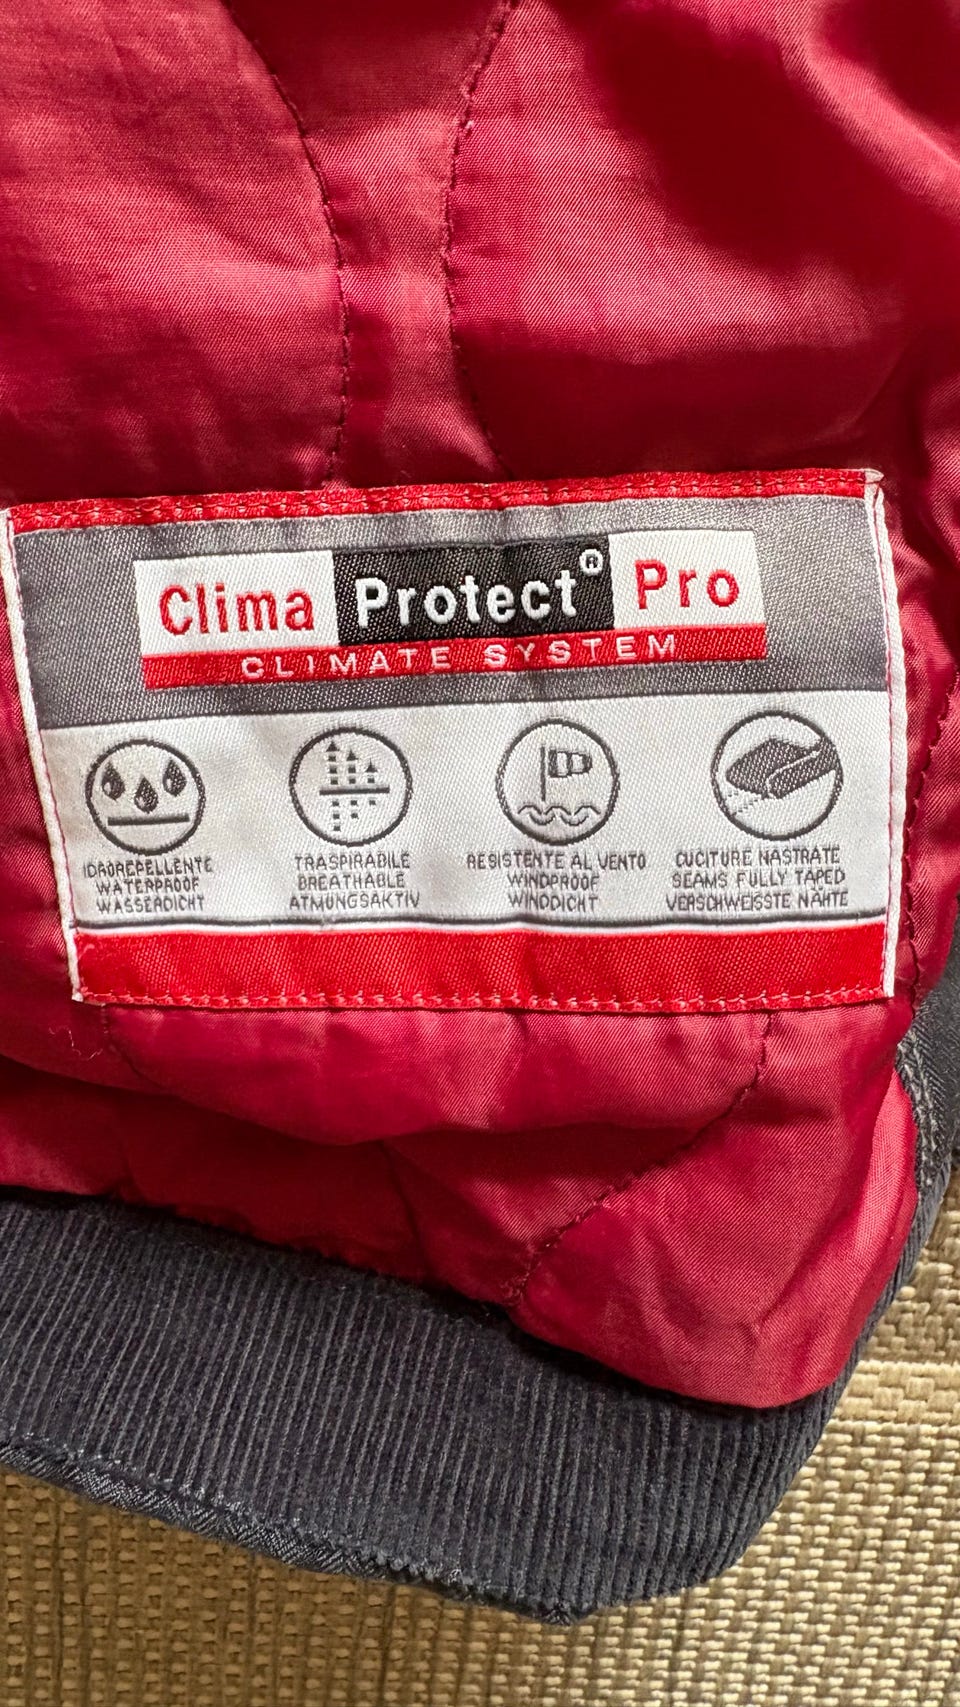 Clima Protect® Pro
CLIMATE SYSTEM
IDROREPELLENTE
WATERPROOF
WASSERDICHT
TRASPIRABILE
BREATHABLE
ATMUNGSAKTIV
RESISTENTE AL VENTO
WINDPROOF
WINDDICHT
CUCITURE NASTRATE
SEAMS FULLY TAPED
VERSCHWEISSTE NÄHTE